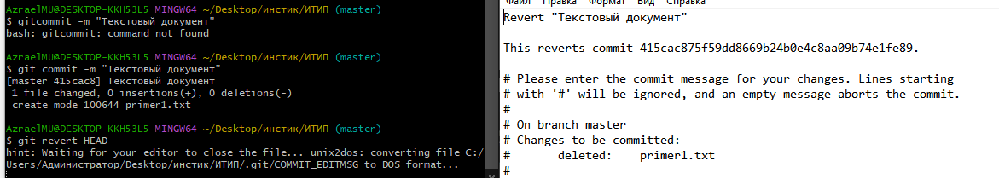 AzraelMU@DESKTOP-KKH53L5 MINGW64 ~/Desktop/инстик/ИТИП (master)
$ gitcommit -m "Текстовый документ"
bash: gitcommit: command not found
AzraelMU@DESKTOP-KKH53L5 MINGW64 ~/Desktop/инстик/ИТИП (master)
$ git commit -m "Текстовый документ"
[master 415cac8] Текстовый документ
1 file changed, 0 insertions(+), 0 deletions(-)
create mode 100644 primer1.txt
AzraelMU@DESKTOP-KKH53L5 MINGW64 ~/Desktop/инстик/ИТИП (master)
$ git revert HEAD
hint: Waiting for your editor to close the file... unix2dos: converting file C:/
Users/Администратор/Desktop/инстик/ИТИП/.git/COMMIT_EDITMSG to DOS format...
Файл Правка Формат Вид Справка
Revert "Текстовый документ"
This reverts commit 415cac875f59dd8669b24b0e4c8aa09b74e1fe89.
# Please enter the commit message for your changes. Lines starting
# with '#' will be ignored, and an empty message aborts the commit.
#
# On branch master
# Changes to be committed:
# deleted: primer1.txt
#